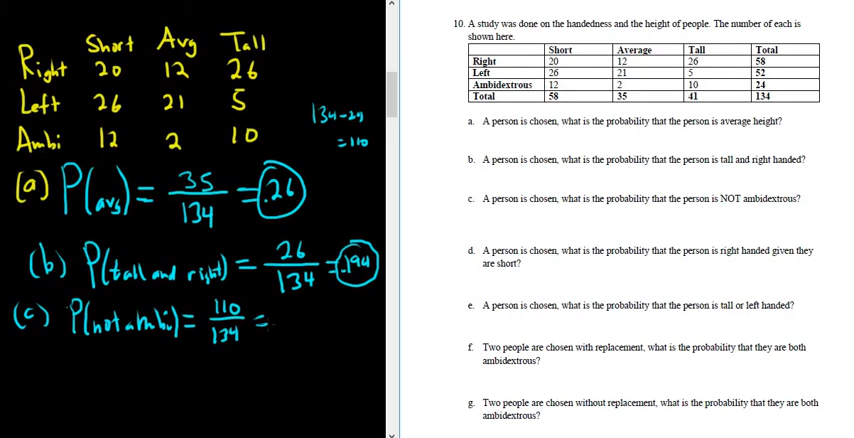 Short Avg Tall
Right 20 12 26
Left 26 21 5
Ambi 12 2 10
134-24
=110
(a) P(avg) = 35/134 = .26
(b) P(tall and right) = 26/134 = .194
(c) P(not ambi) = 110/134 =
10. A study was done on the handedness and the height of people. The number of each is
shown here.
Short Average Tall Total
Right 20 12 26 58
Left 26 21 5 52
Ambidextrous 12 2 10 24
Total 58 35 41 134
a. A person is chosen, what is the probability that the person is average height?
b. A person is chosen, what is the probability that the person is tall and right handed?
c. A person is chosen, what is the probability that the person is NOT ambidextrous?
d. A person is chosen, what is the probability that the person is right handed given they
are short?
e. A person is chosen, what is the probability that the person is tall or left handed?
f. Two people are chosen with replacement, what is the probability that they are both
ambidextrous?
g. Two people are chosen without replacement, what is the probability that they are both
ambidextrous?